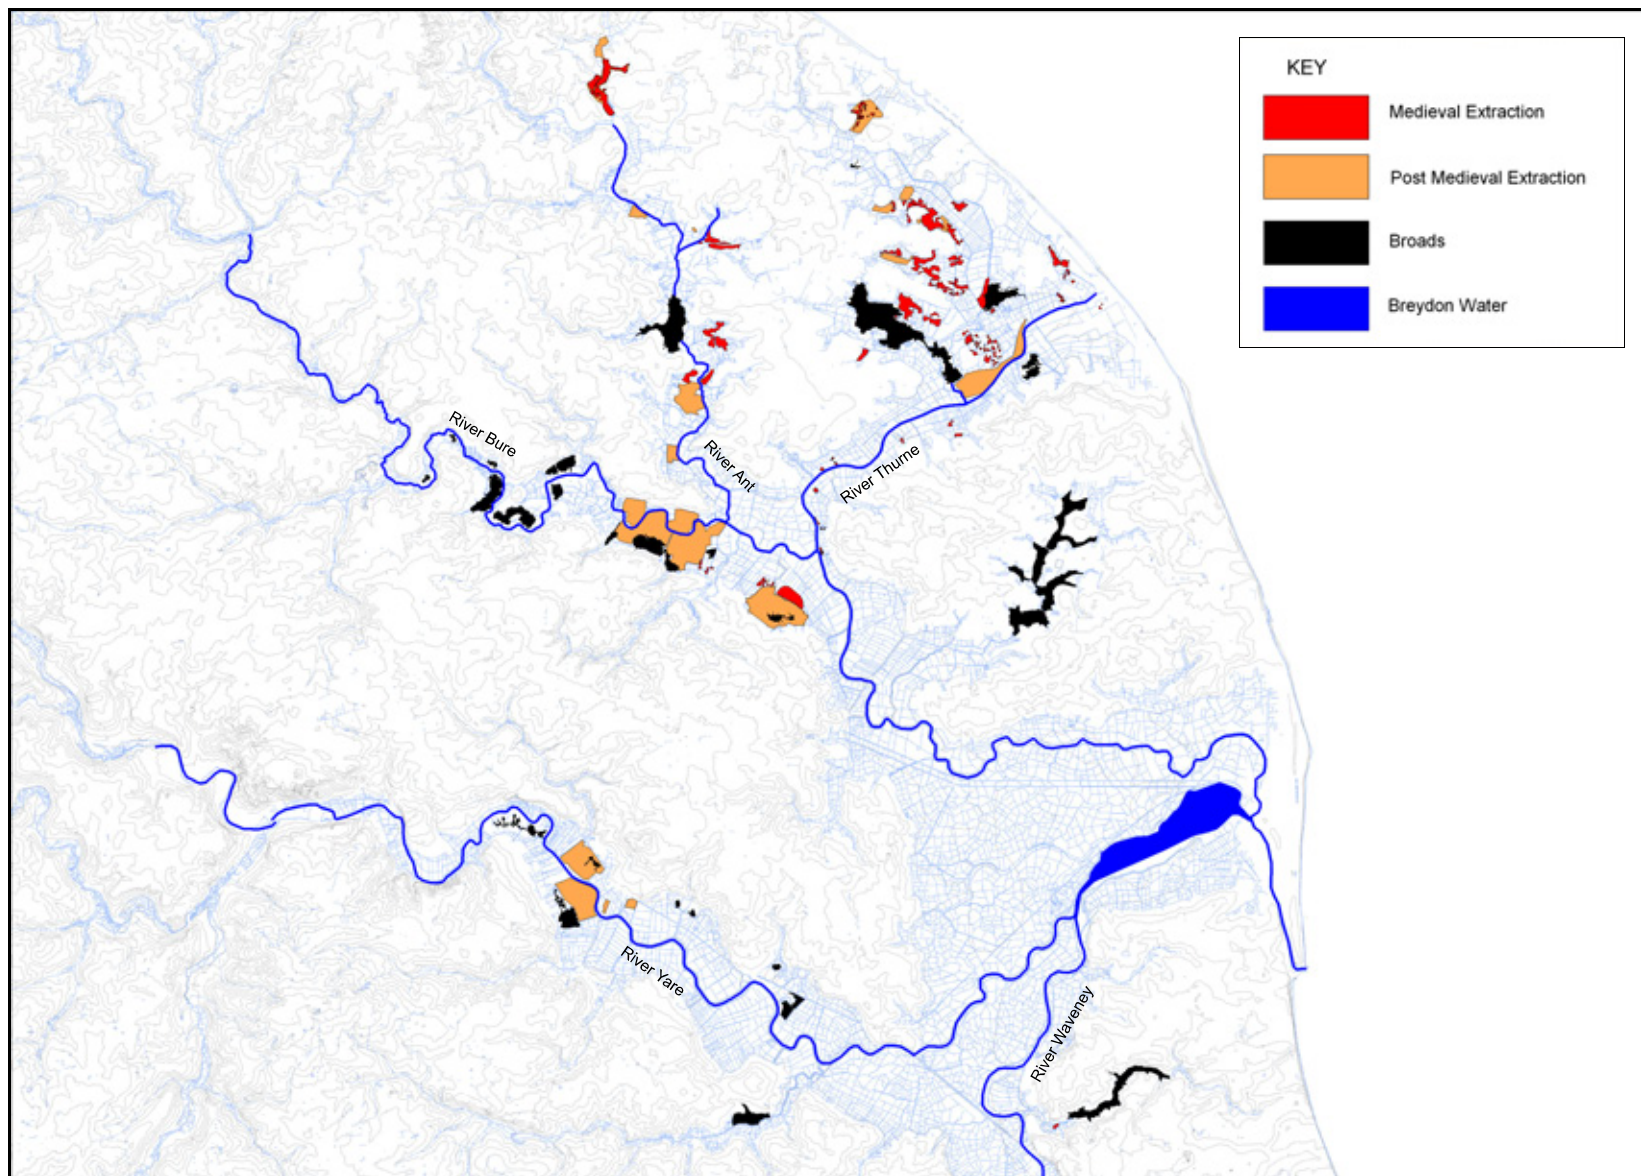 KEY
Medieval Extraction
Post Medieval Extraction
Broads
Breydon Water
River Bure
River Ant
River Thurne
River Yare
River Waveney